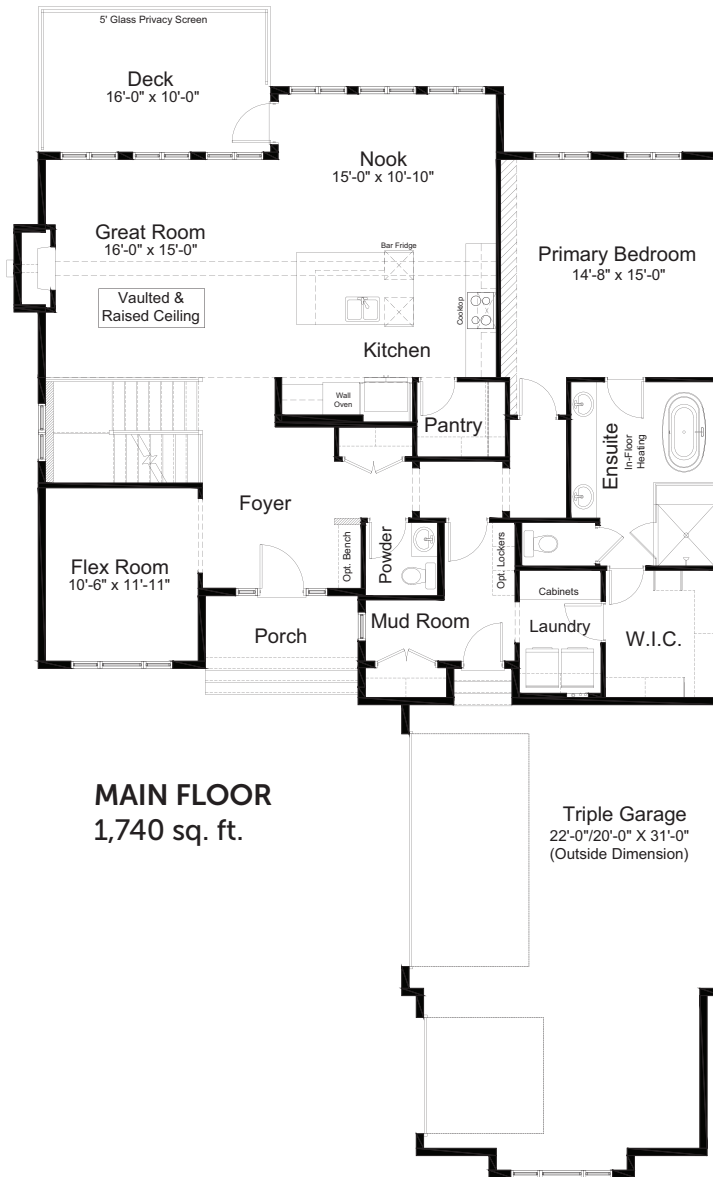 5' Glass Privacy Screen
Deck
16'-0" x 10'-0"
Nook
15'-0" x 10'-10"
Great Room
16'-0" x 15'-0"
Vaulted &
Raised Ceiling
Bar Fridge
Cooktop
Kitchen
Primary Bedroom
14'-8" x 15'-0"
Wall
Oven
Pantry
Ensuite
In-Floor
Heating
Foyer
Flex Room
10'-6" x 11'-11"
Opt. Bench
Powder
Opt. Lockers
Porch
Mud Room
Cabinets
Laundry
W.I.C.
MAIN FLOOR
1,740 sq. ft.
Triple Garage
22'-0"/20'-0" X 31'-0"
(Outside Dimension)